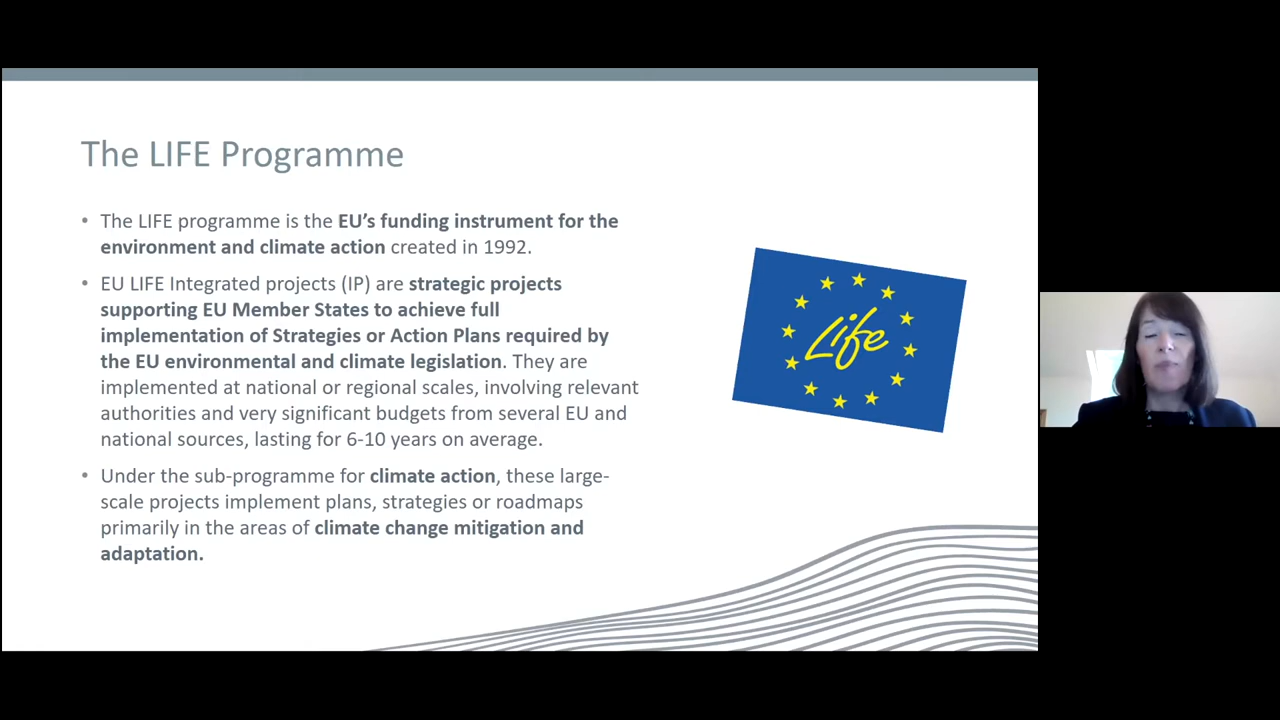 The LIFE Programme
• The LIFE programme is the EU’s funding instrument for the
environment and climate action created in 1992.
• EU LIFE Integrated projects (IP) are strategic projects
supporting EU Member States to achieve full
implementation of Strategies or Action Plans required by
the EU environmental and climate legislation. They are
implemented at national or regional scales, involving relevant
authorities and very significant budgets from several EU and
national sources, lasting for 6-10 years on average.
• Under the sub-programme for climate action, these large-
scale projects implement plans, strategies or roadmaps
primarily in the areas of climate change mitigation and
adaptation.
Life